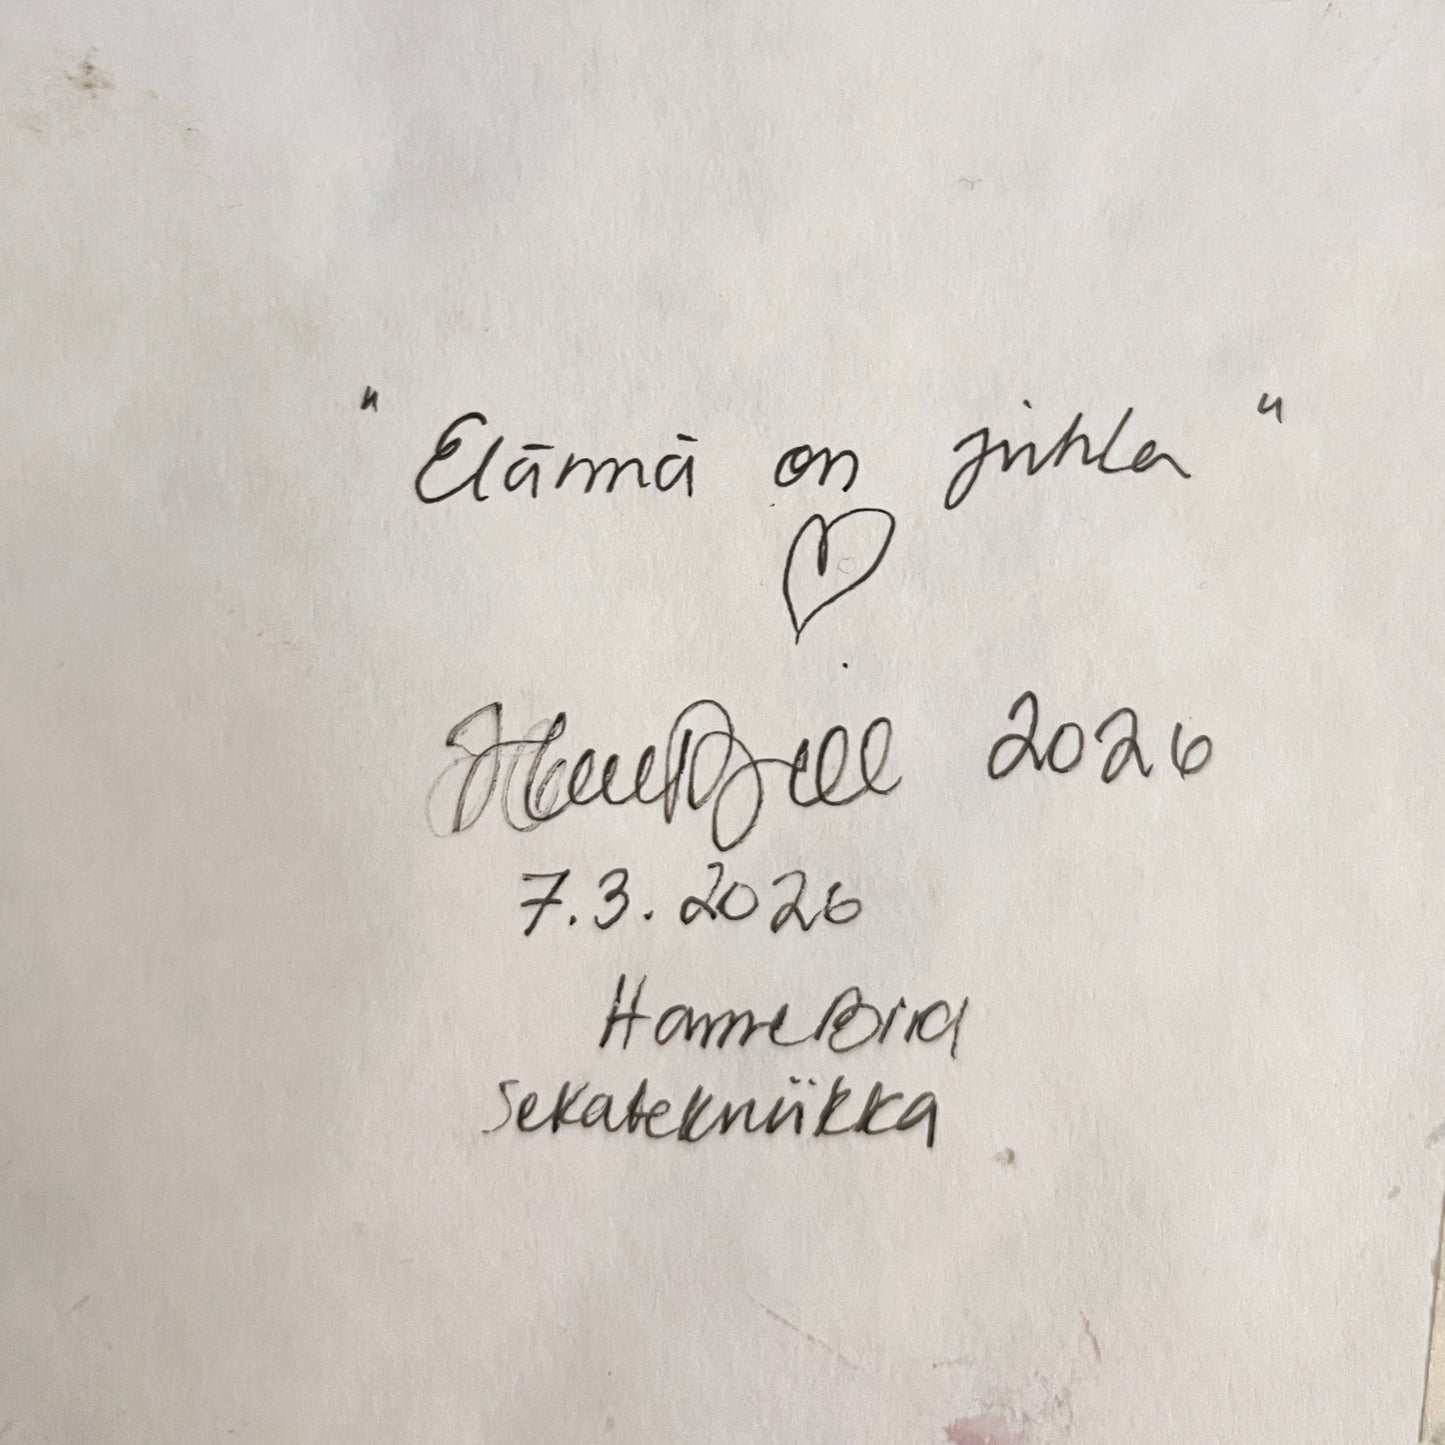 "Elämä on juhla"
2026
7.3.2026
HanneBird
Sekatekniikka